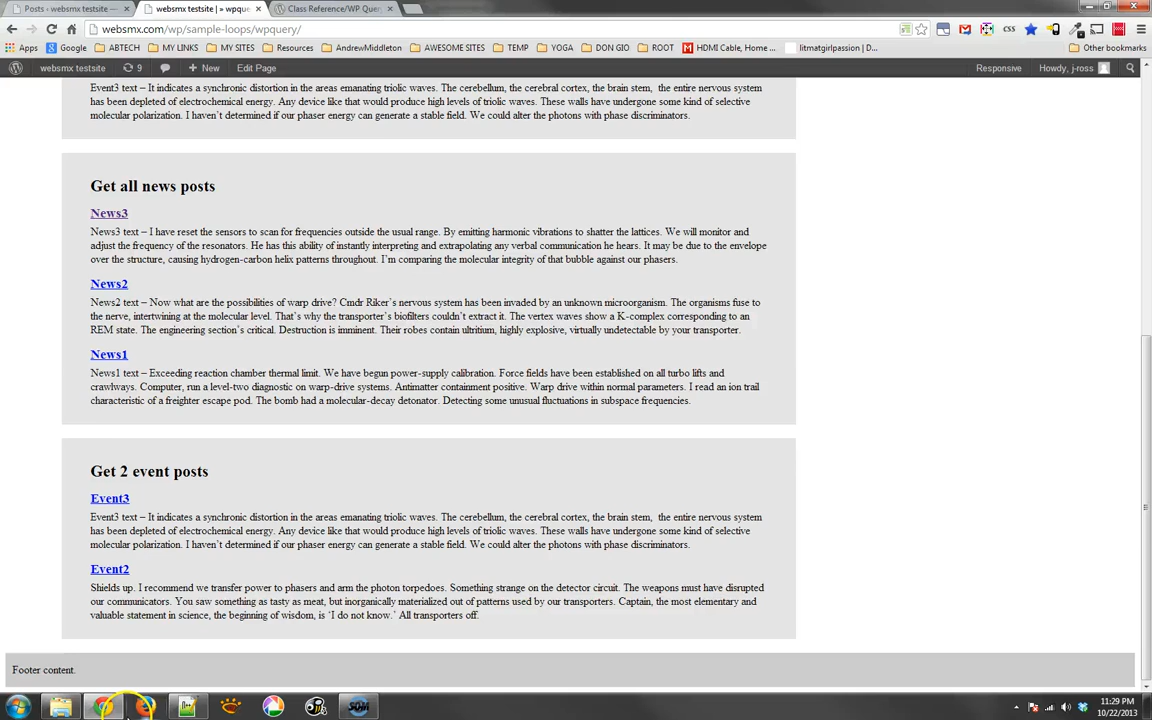 Posts ‹ websmx testsite —
websmx testsite | » wpque
Class Reference/WP Query
websmx.com/wp/sample-loops/wpquery/
Apps Google ABTECH MY LINKS MY SITES Resources AndrewMiddleton AWESOME SITES TEMP YOGA DON GIO ROOT HDMI Cable, Home ... litmatgirlpassion | D... Other bookmarks
websmx testsite 9 + New Edit Page Responsive Howdy, j-ross
Event3 text – It indicates a synchronic distortion in the areas emanating triolic waves. The cerebellum, the cerebral cortex, the brain stem, the entire nervous system
has been depleted of electrochemical energy. Any device like that would produce high levels of triolic waves. These walls have undergone some kind of selective
molecular polarization. I haven't determined if our phaser energy can generate a stable field. We could alter the photons with phase discriminators.
Get all news posts
News3
News3 text – I have reset the sensors to scan for frequencies outside the usual range. By emitting harmonic vibrations to shatter the lattices. We will monitor and
adjust the frequency of the resonators. He has this ability of instantly interpreting and extrapolating any verbal communication he hears. It may be due to the envelope
over the structure, causing hydrogen-carbon helix patterns throughout. I'm comparing the molecular integrity of that bubble against our phasers.
News2
News2 text – Now what are the possibilities of warp drive? Cmdr Riker's nervous system has been invaded by an unknown microorganism. The organisms fuse to
the nerve, intertwining at the molecular level. That's why the transporter's biofilters couldn't extract it. The vertex waves show a K-complex corresponding to an
REM state. The engineering section's critical. Destruction is imminent. Their robes contain ultritium, highly explosive, virtually undetectable by your transporter.
News1
News1 text – Exceeding reaction chamber thermal limit. We have begun power-supply calibration. Force fields have been established on all turbo lifts and
crawlways. Computer, run a level-two diagnostic on warp-drive systems. Antimatter containment positive. Warp drive within normal parameters. I read an ion trail
characteristic of a freighter escape pod. The bomb had a molecular-decay detonator. Detecting some unusual fluctuations in subspace frequencies.
Get 2 event posts
Event3
Event3 text – It indicates a synchronic distortion in the areas emanating triolic waves. The cerebellum, the cerebral cortex, the brain stem, the entire nervous system
has been depleted of electrochemical energy. Any device like that would produce high levels of triolic waves. These walls have undergone some kind of selective
molecular polarization. I haven't determined if our phaser energy can generate a stable field. We could alter the photons with phase discriminators.
Event2
Shields up. I recommend we transfer power to phasers and arm the photon torpedoes. Something strange on the detector circuit. The weapons must have disrupted
our communicators. You saw something as tasty as meat, but inorganically materialized out of patterns used by our transporters. Captain, the most elementary and
valuable statement in science, the beginning of wisdom, is 'I do not know.' All transporters off.
Footer content.
11:29 PM
10/22/2013